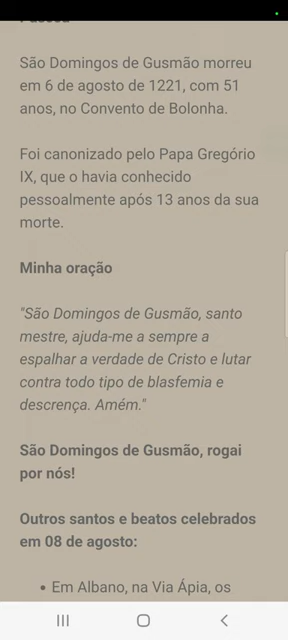 São Domingos de Gusmão morreu
em 6 de agosto de 1221, com 51
anos, no Convento de Bolonha.
Foi canonizado pelo Papa Gregório
IX, que o havia conhecido
pessoalmente após 13 anos da sua
morte.
Minha oração
"São Domingos de Gusmão, santo
mestre, ajuda-me a sempre a
espalhar a verdade de Cristo e lutar
contra todo tipo de blasfemia e
descrença. Amém."
São Domingos de Gusmão, rogai
por nós!
Outros santos e beatos celebrados
em 08 de agosto:
• Em Albano, na Via Ápia, os